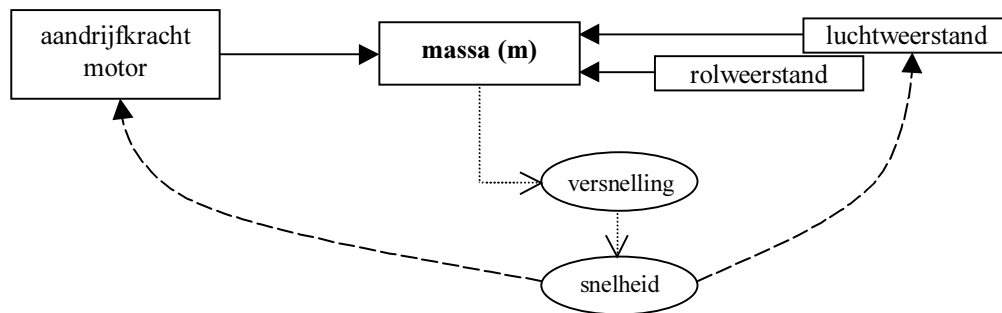 aandrijfkracht
motor
massa (m)
luchtweerstand
rolweerstand
versnelling
snelheid